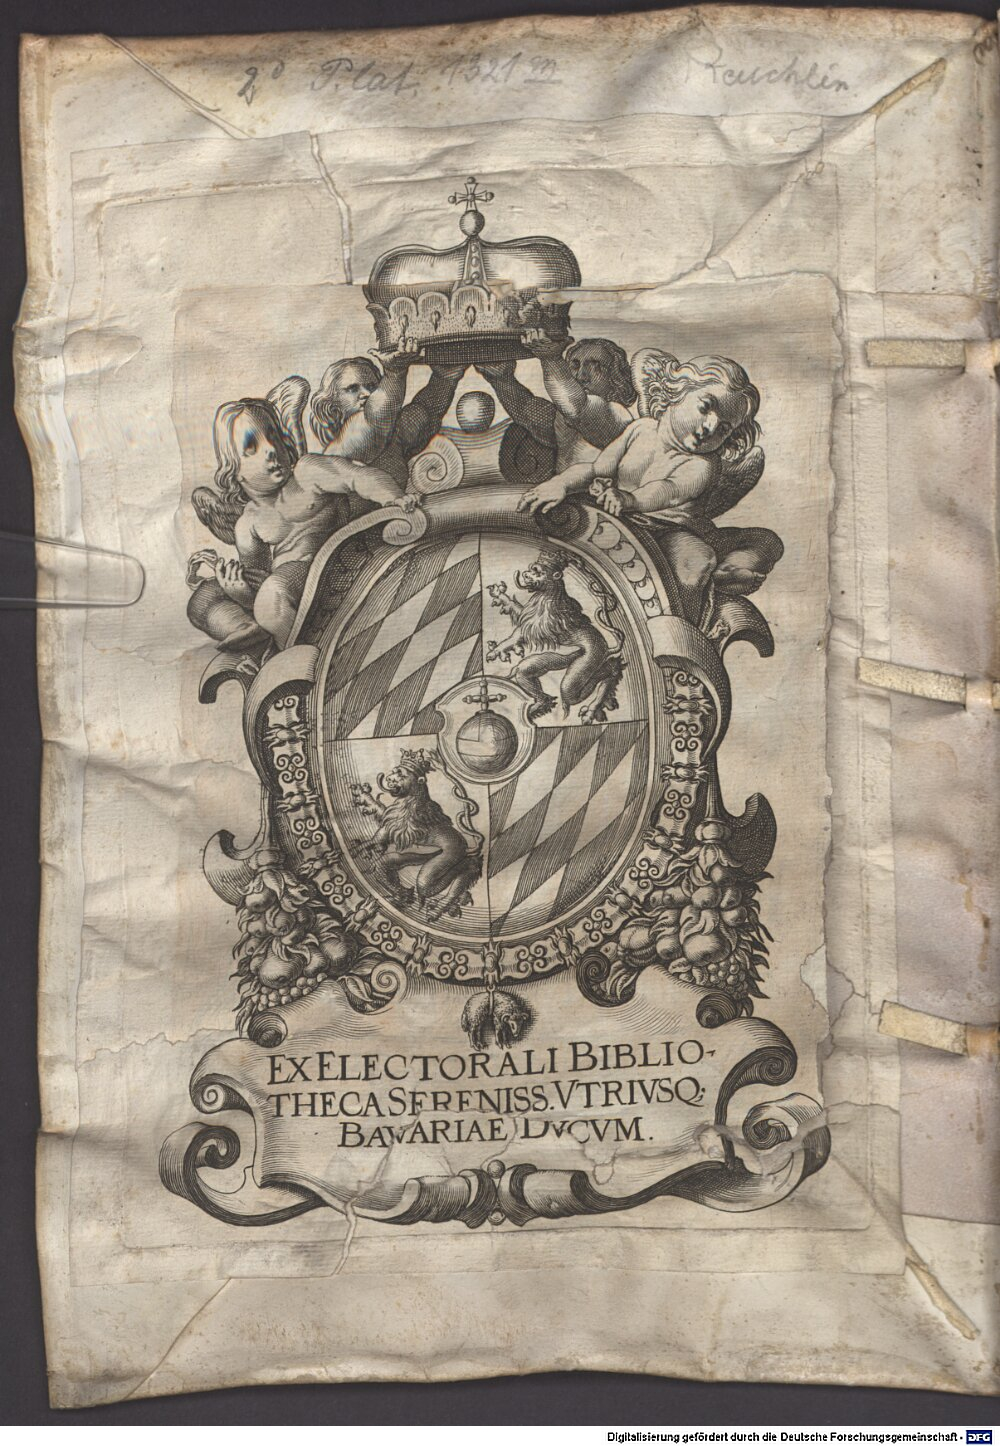 2° P.lat. 1321 m Reuchlin.
EX ELECTORALI BIBLIO-
THECA SERENISS. VTRIVSQ;
BAVARIAE DVCVM.
Digitalisierung gefördert durch die Deutsche Forschungsgemeinschaft - DFG